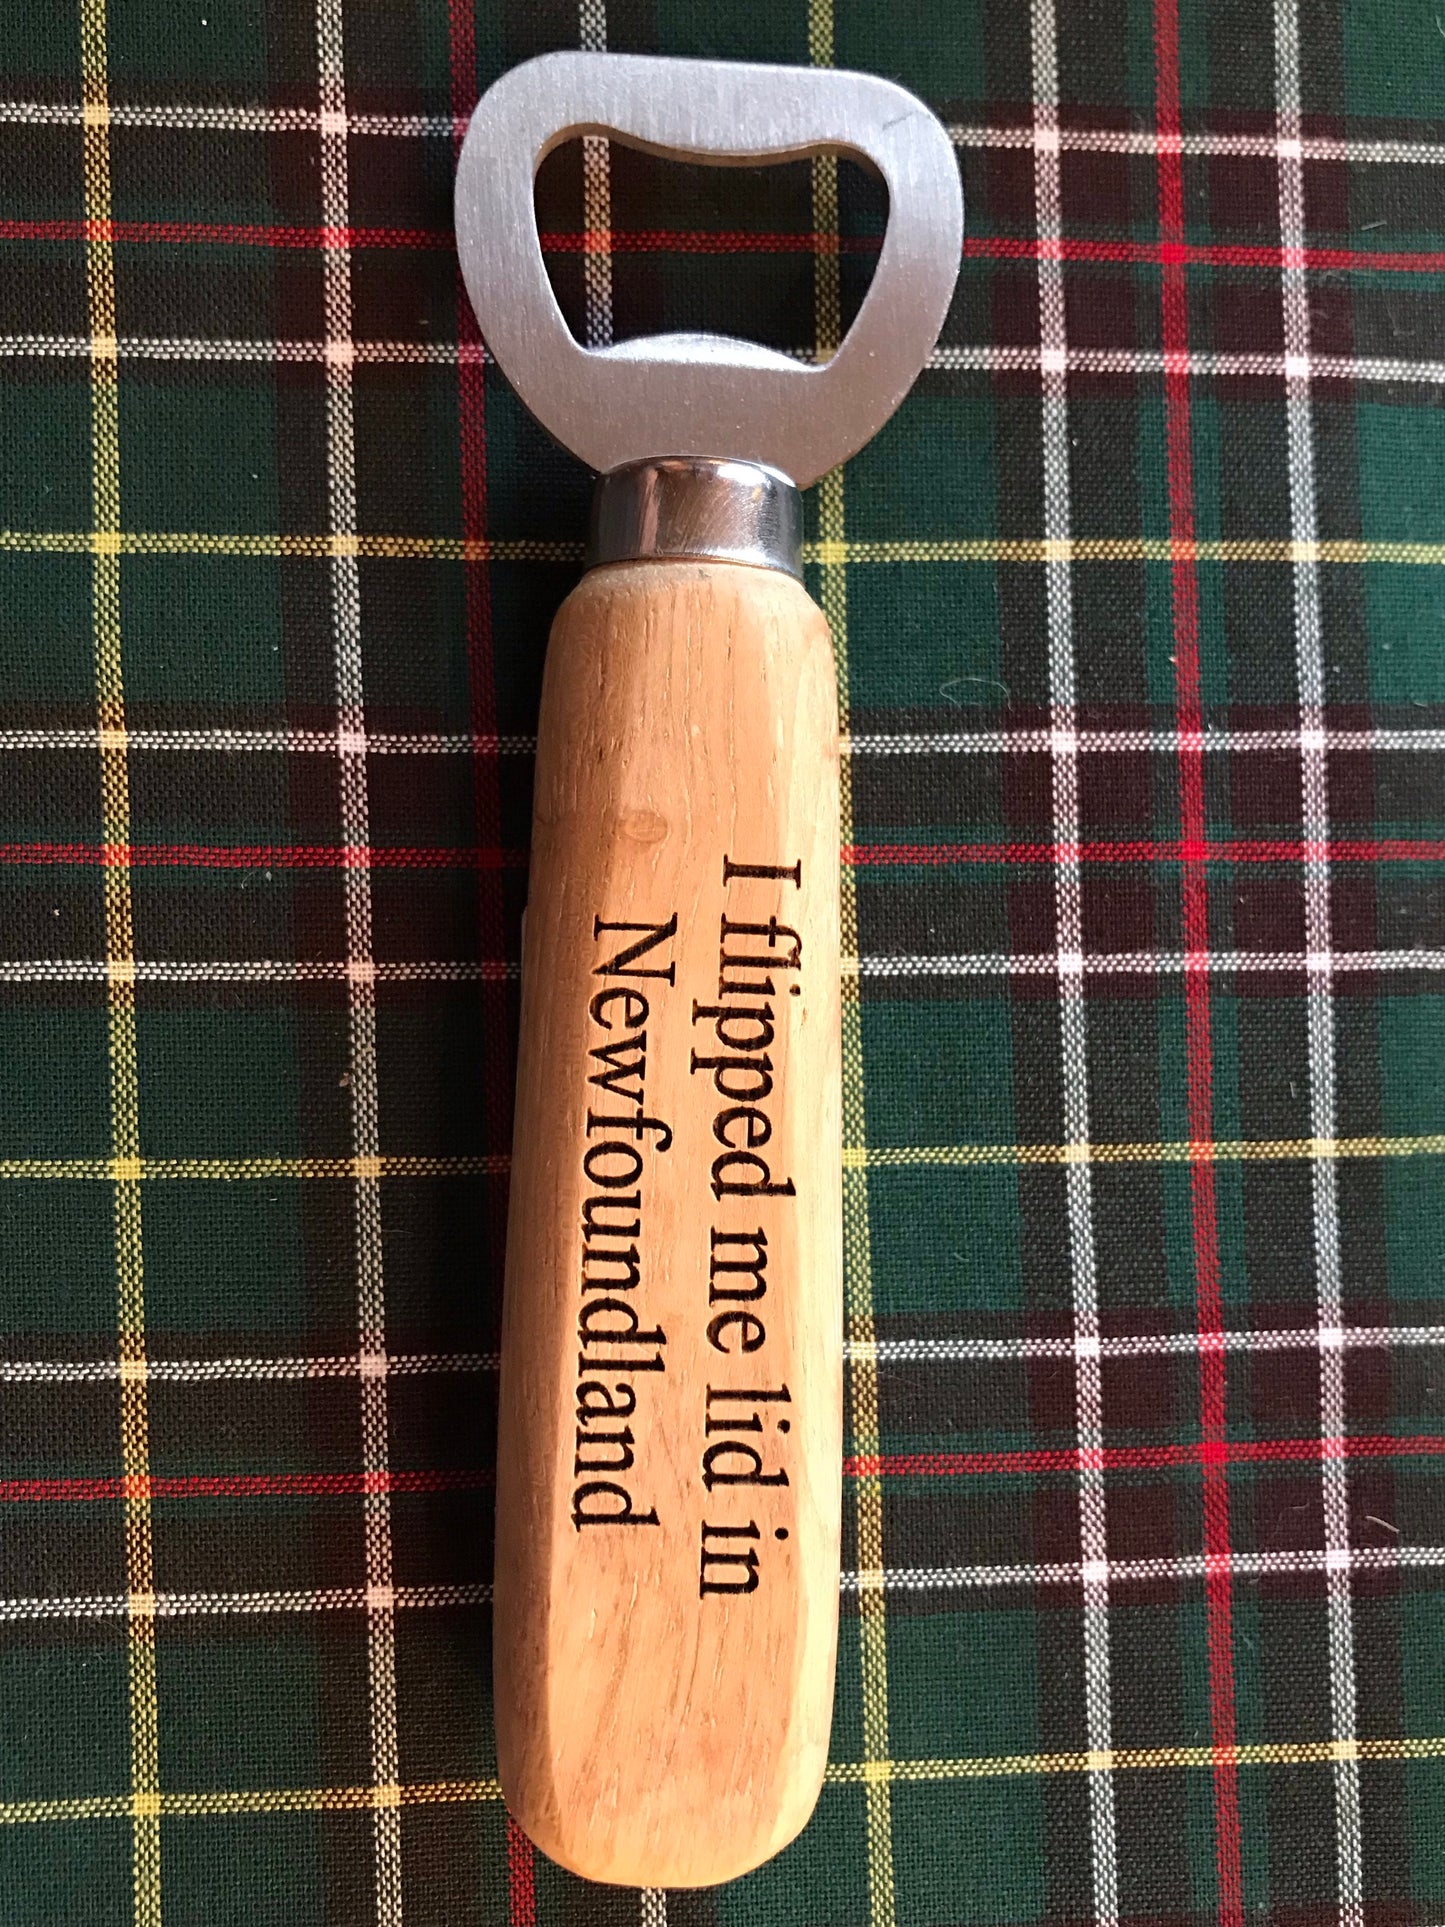 I flipped me lid in
Newfoundland